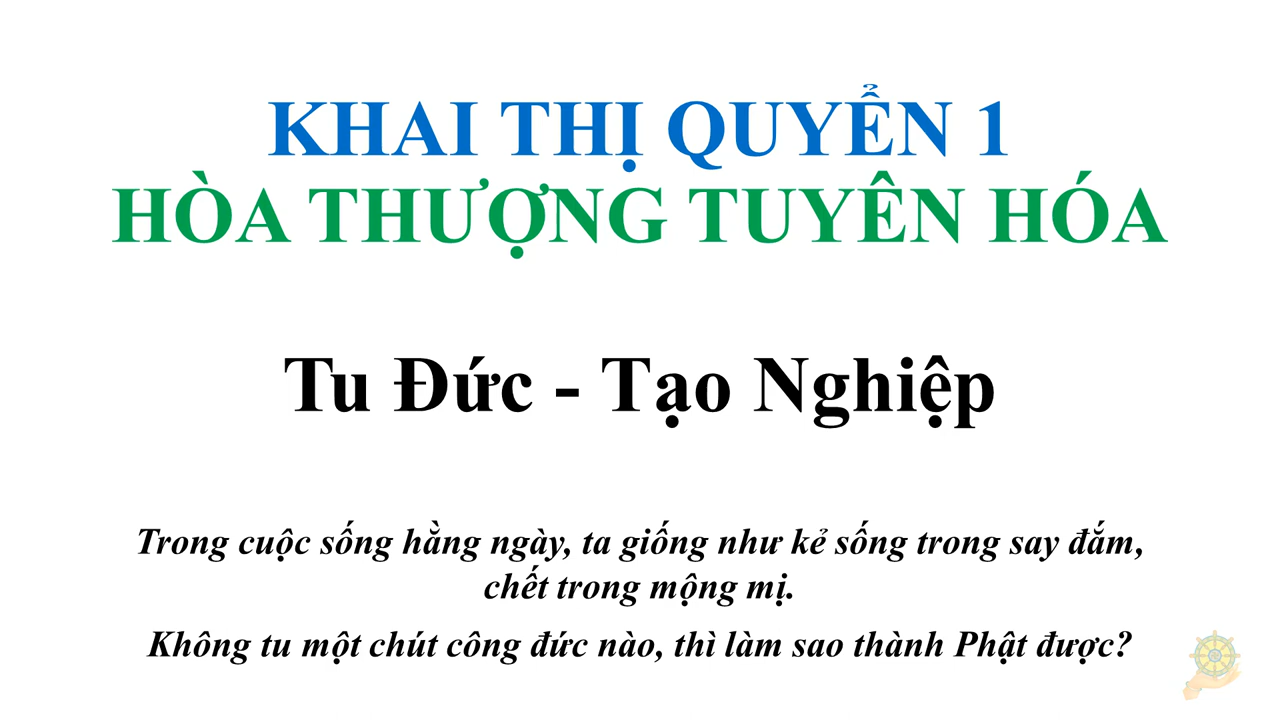 KHAI THỊ QUYỂN 1
HÒA THƯỢNG TUYÊN HÓA
Tu Đức - Tạo Nghiệp
Trong cuộc sống hằng ngày, ta giống như kẻ sống trong say đắm,
chết trong mộng mị.
Không tu một chút công đức nào, thì làm sao thành Phật được?